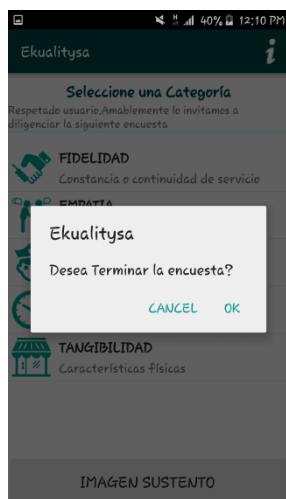 40% 12:10 PM
Ekualitysa
Seleccione una Categoría
Respetado usuario,Amablemente lo invitamos a
diligenciar la siguiente encuesta
FIDELIDAD
Constancia o continuidad de servicio
EMPATIA
Ekualitysa
Desea Terminar la encuesta?
CANCEL OK
TANGIBILIDAD
Características físicas
IMAGEN SUSTENTO